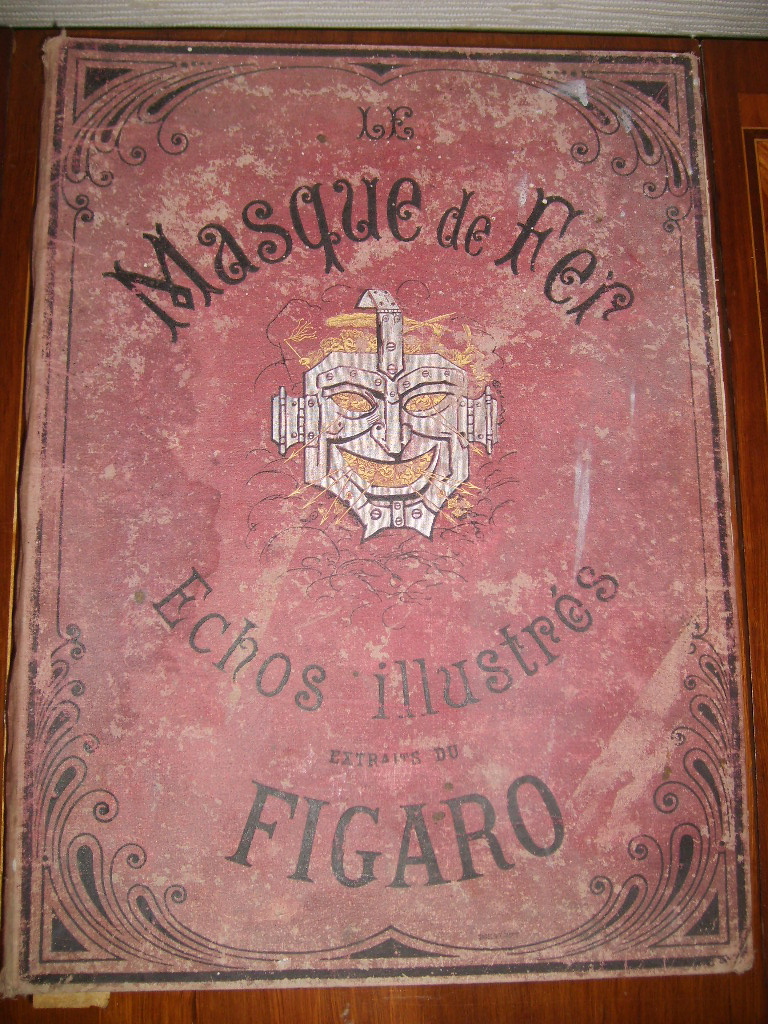 LE
Masque de Fer
Echos illustrés
EXTRAITS DU
FIGARO